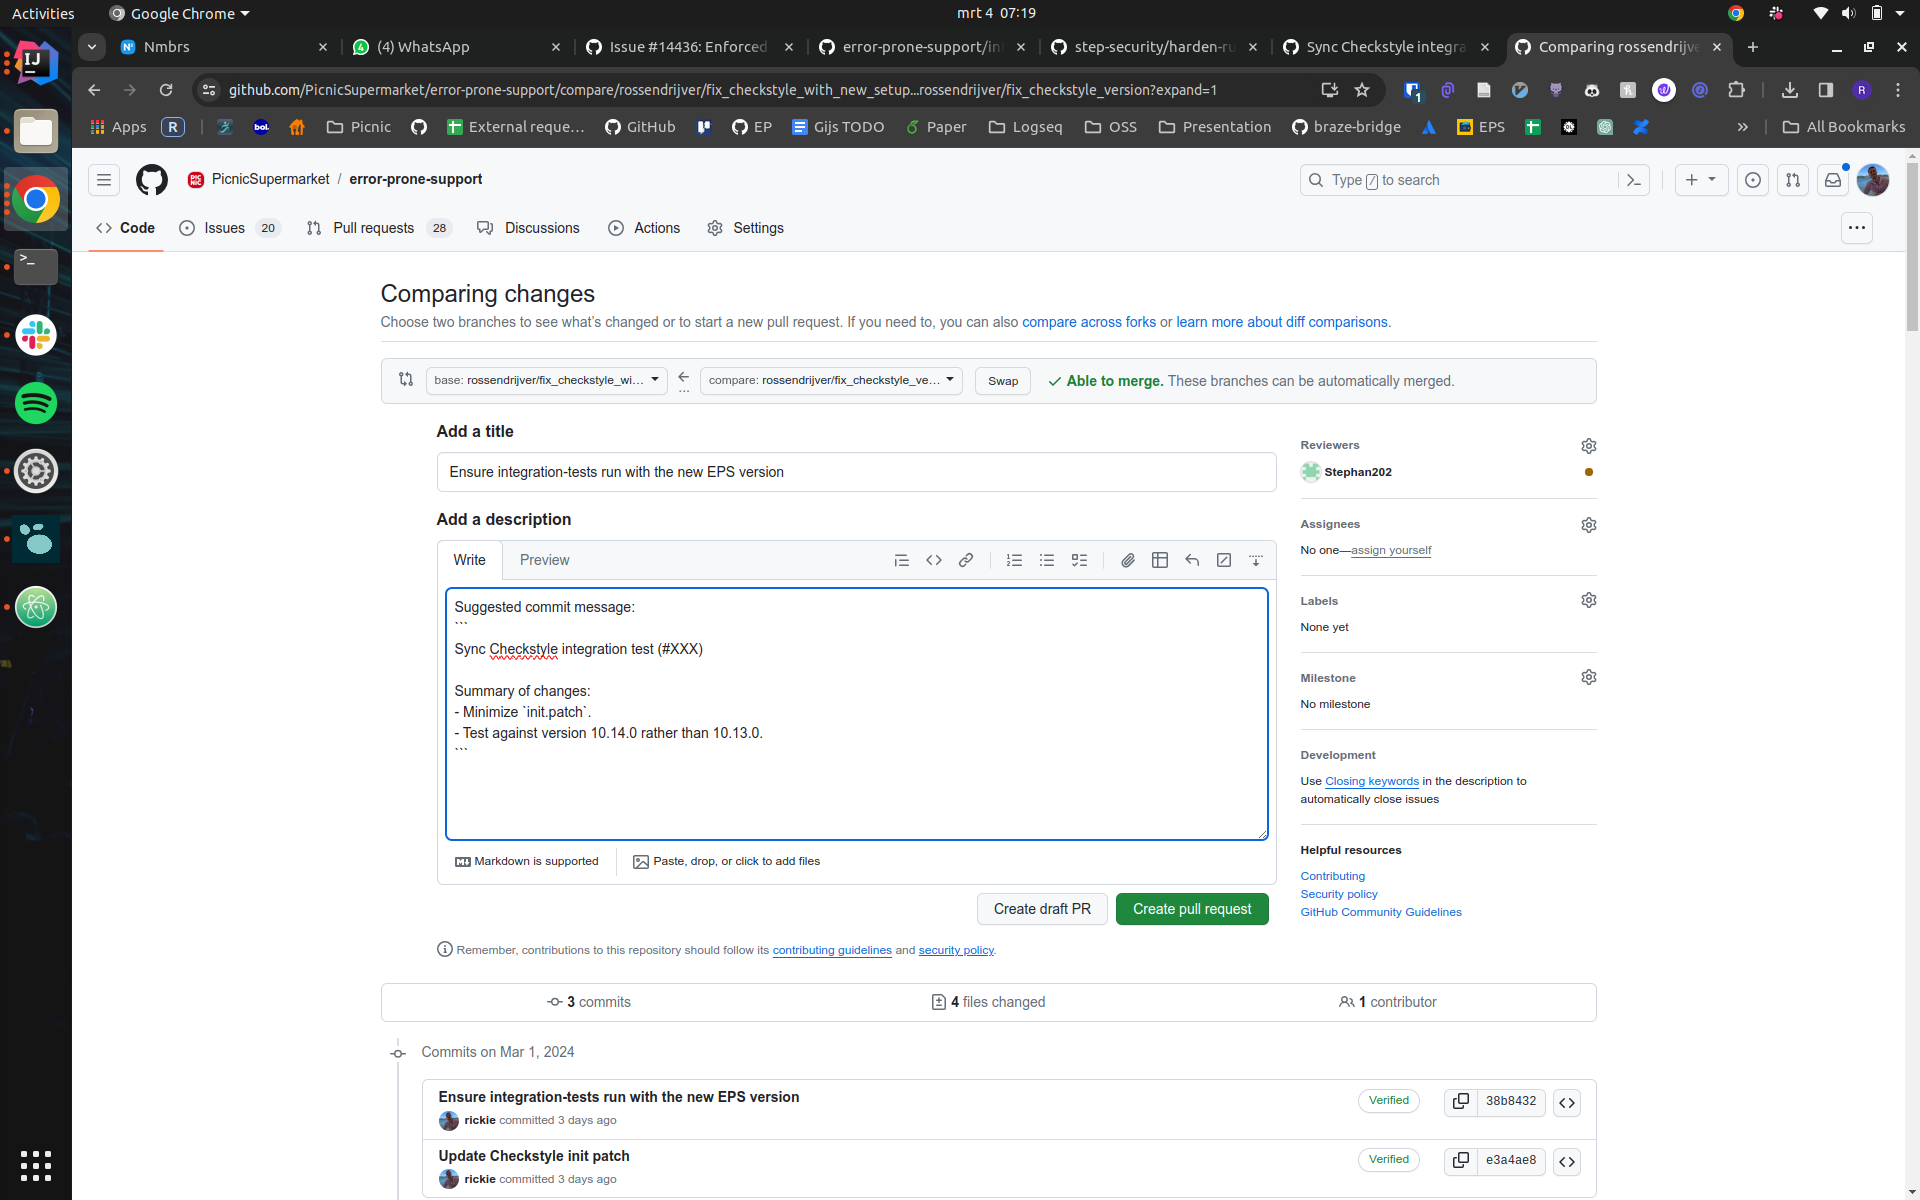 Activities
Google Chrome
mrt 4 07:19
Nmbrs
(4) WhatsApp
Issue #14436: Enforced
error-prone-support/in
step-security/harden-ru
Sync Checkstyle integra
Comparing rossendrijve
github.com/PicnicSupermarket/error-prone-support/compare/rossendrijver/fix_checkstyle_with_new_setup...rossendrijver/fix_checkstyle_version?expand=1
1
R
Apps
R
bol.
Picnic
External reque...
GitHub
EP
Gijs TODO
Paper
Logseq
OSS
Presentation
braze-bridge
EPS
»
All Bookmarks
PicnicSupermarket / error-prone-support
Type / to search
Code
Issues 20
Pull requests 28
Discussions
Actions
Settings
Comparing changes
Choose two branches to see what's changed or to start a new pull request. If you need to, you can also compare across forks or learn more about diff comparisons.
base: rossendrijver/fix_checkstyle_wi...
...
compare: rossendrijver/fix_checkstyle_ve...
Swap
Able to merge. These branches can be automatically merged.
Add a title
Ensure integration-tests run with the new EPS version
Add a description
Write
Preview
Suggested commit message:
```
Sync Checkstyle integration test (#XXX)
Summary of changes:
- Minimize `init.patch`.
- Test against version 10.14.0 rather than 10.13.0.
```
Markdown is supported
Paste, drop, or click to add files
Create draft PR
Create pull request
Remember, contributions to this repository should follow its contributing guidelines and security policy.
Reviewers
Stephan202
Assignees
No one—assign yourself
Labels
None yet
Milestone
No milestone
Development
Use Closing keywords in the description to
automatically close issues
Helpful resources
Contributing
Security policy
GitHub Community Guidelines
3 commits
4 files changed
1 contributor
Commits on Mar 1, 2024
Ensure integration-tests run with the new EPS version
rickie committed 3 days ago
Verified
38b8432
Update Checkstyle init patch
rickie committed 3 days ago
Verified
e3a4ae8